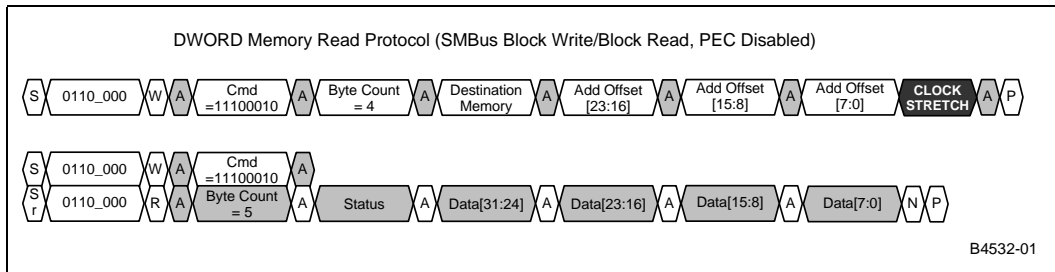 DWORD Memory Read Protocol (SMBus Block Write/Block Read, PEC Disabled)
S 0110_000 W A Cmd =11100010 A Byte Count = 4 A Destination Memory A Add Offset [23:16] A Add Offset [15:8] A Add Offset [7:0] CLOCK STRETCH A P
S 0110_000 W A Cmd =11100010 A
Sr 0110_000 R A Byte Count = 5 A Status A Data[31:24] A Data[23:16] A Data[15:8] A Data[7:0] N P
B4532-01